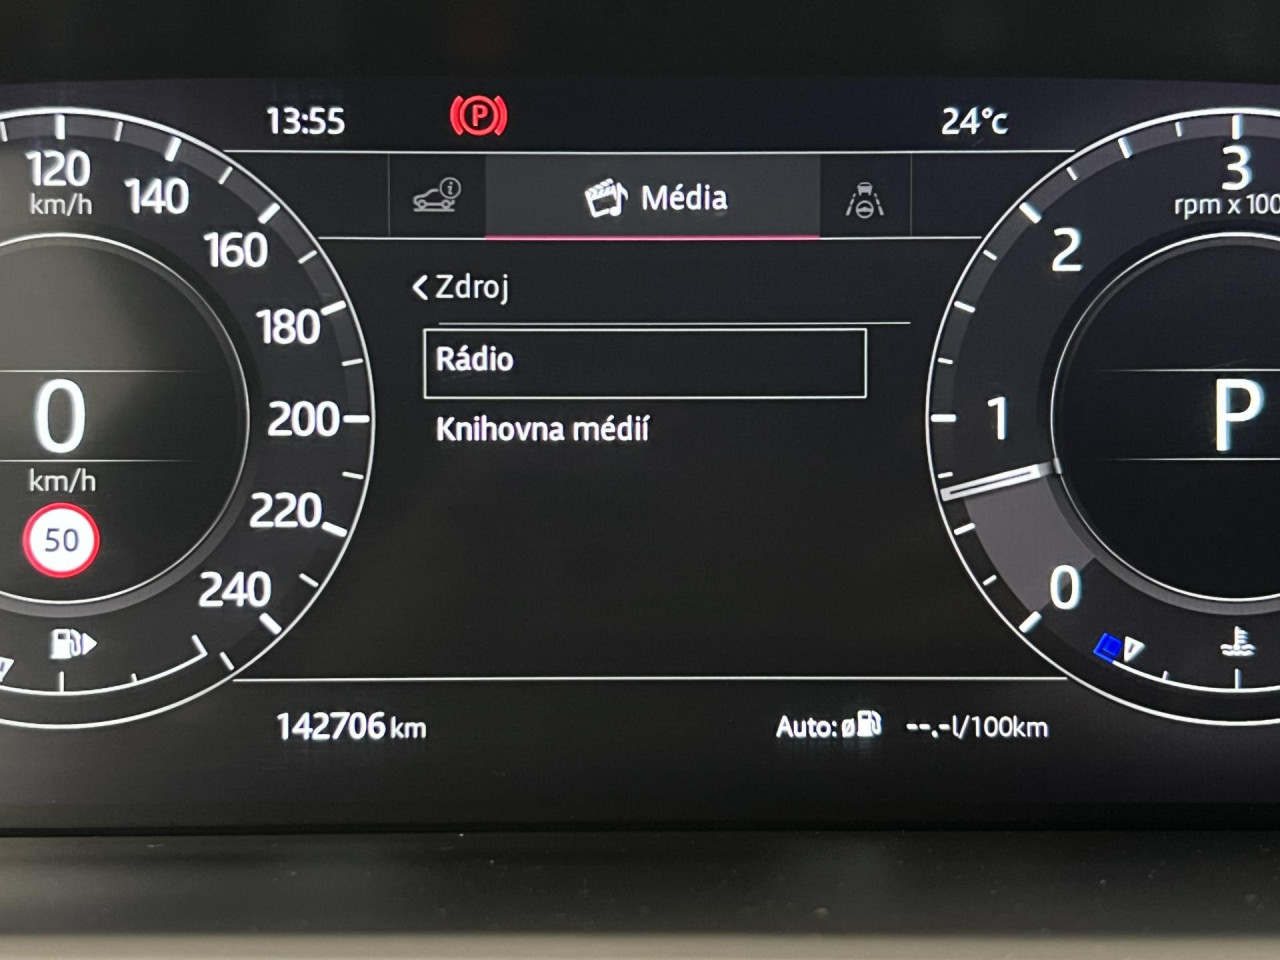 13:55
P
24°c
Média
120
km/h
140
160
180
200
220
240
0
km/h
50
Zdroj
Rádio
Knihovna médií
3
rpm x 100
2
1
0
P
142706 km
Auto: ø --.-l/100km